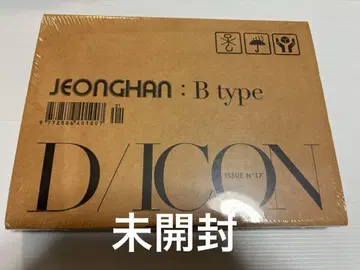 JEONGHAN : B type
D/ICON
ISSUE N°17
未開封